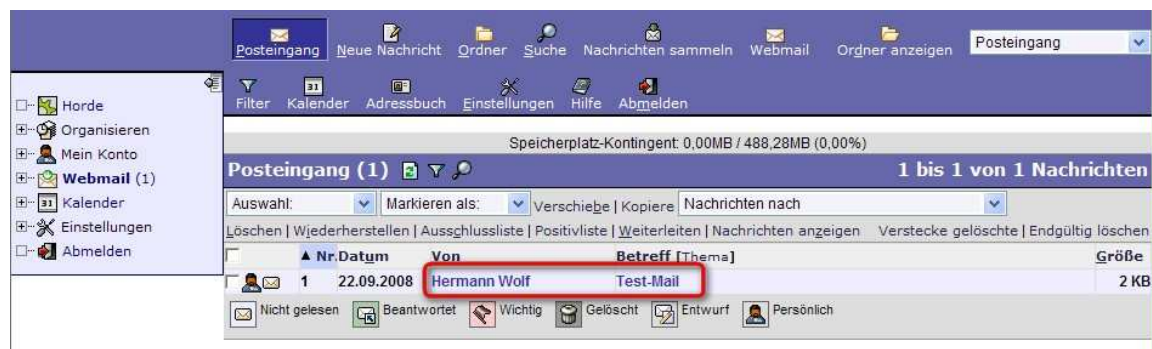 Posteingang Neue Nachricht Ordner Suche Nachrichten sammeln Webmail Ordner anzeigen Posteingang
Filter Kalender Adressbuch Einstellungen Hilfe Abmelden
Horde
Organisieren
Mein Konto
Webmail (1)
Kalender
Einstellungen
Abmelden
Speicherplatz-Kontingent: 0,00MB / 488,28MB (0,00%)
Posteingang (1) 1 bis 1 von 1 Nachrichten
Auswahl: Markieren als: Verschiebe | Kopiere Nachrichten nach
Löschen | Wiederherstellen | Ausschlussliste | Positivliste | Weiterleiten | Nachrichten anzeigen Verstecke gelöschte | Endgültig löschen
Nr. Datum Von Betreff [Thema] Größe
1 22.09.2008 Hermann Wolf Test-Mail 2 KB
Nicht gelesen Beantwortet Wichtig Gelöscht Entwurf Persönlich